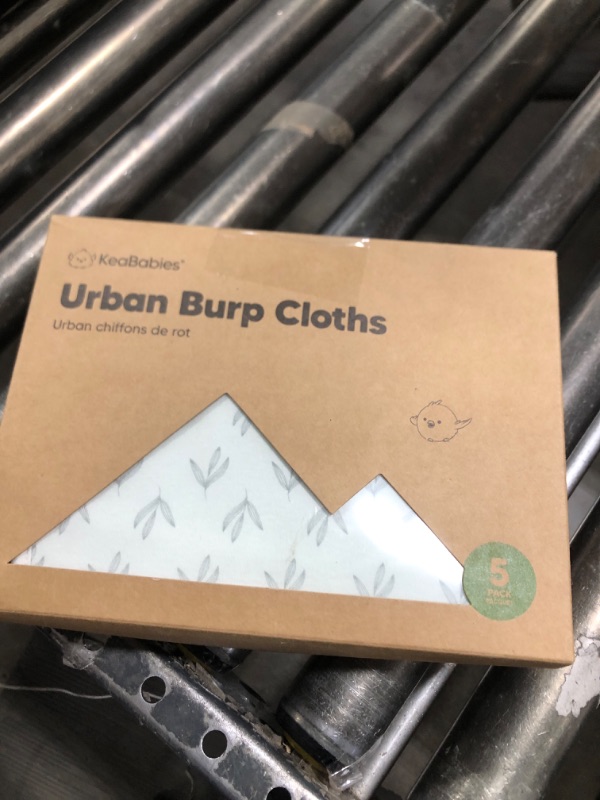 KeaBabies
Urban Burp Cloths
Urban chiffons de rot
5
PACK